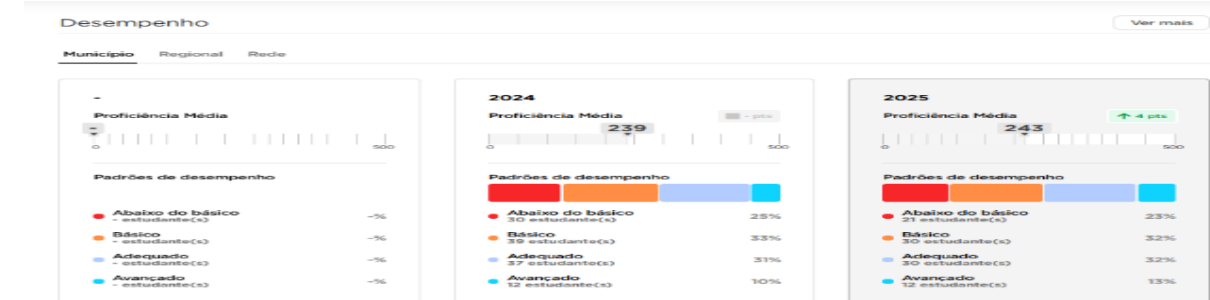 Desempenho
Ver mais
Município Regional Rede
-
Proficiência Média
-
0 500
Padrões de desempenho
Abaixo do básico
- estudante(s) -%
Básico
- estudante(s) -%
Adequado
- estudante(s) -%
Avançado
- estudante(s) -%
2024
Proficiência Média - pts
239
0 500
Padrões de desempenho
Abaixo do básico
30 estudante(s) 25%
Básico
39 estudante(s) 33%
Adequado
37 estudante(s) 31%
Avançado
12 estudante(s) 10%
2025
Proficiência Média ↑ 4 pts
243
0 500
Padrões de desempenho
Abaixo do básico
21 estudante(s) 23%
Básico
30 estudante(s) 32%
Adequado
30 estudante(s) 32%
Avançado
12 estudante(s) 13%